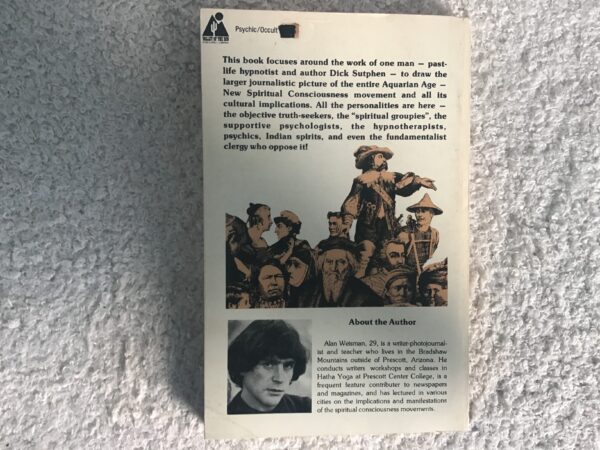 Psychic/Occult
This book focuses around the work of one man — past-
life hypnotist and author Dick Sutphen — to draw the
larger journalistic picture of the entire Aquarian Age —
New Spiritual Consciousness movement and all its
cultural implications. All the personalities are here —
the objective truth-seekers, the "spiritual groupies", the
supportive psychologists, the hypnotherapists,
psychics, Indian spirits, and even the fundamentalist
clergy who oppose it!
About the Author
Alan Weisman, 29, is a writer-photojournal-
ist and teacher who lives in the Bradshaw
Mountains outside of Prescott, Arizona. He
conducts writers workshops and classes in
Hatha Yoga at Prescott Center College, is a
frequent feature contributer to newspapers
and magazines, and has lectured in various
cities on the implications and manifestations
of the spiritual consciousness movements.